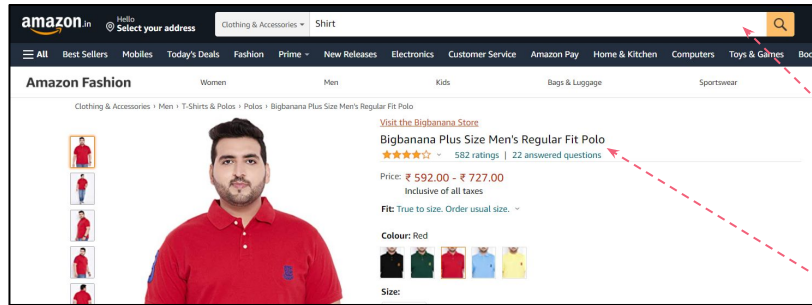 amazon.in
Hello
Select your address
Clothing & Accessories
Shirt
All Best Sellers Mobiles Today's Deals Fashion Prime New Releases Electronics Customer Service Amazon Pay Home & Kitchen Computers Toys & Games Boo
Amazon Fashion Women Men Kids Bags & Luggage Sportswear
Clothing & Accessories › Men › T-Shirts & Polos › Polos › Bigbanana Plus Size Men's Regular Fit Polo
Visit the Bigbanana Store
Bigbanana Plus Size Men's Regular Fit Polo
582 ratings | 22 answered questions
Price: ₹ 592.00 - ₹ 727.00
Inclusive of all taxes
Fit: True to size. Order usual size.
Colour: Red
Size: